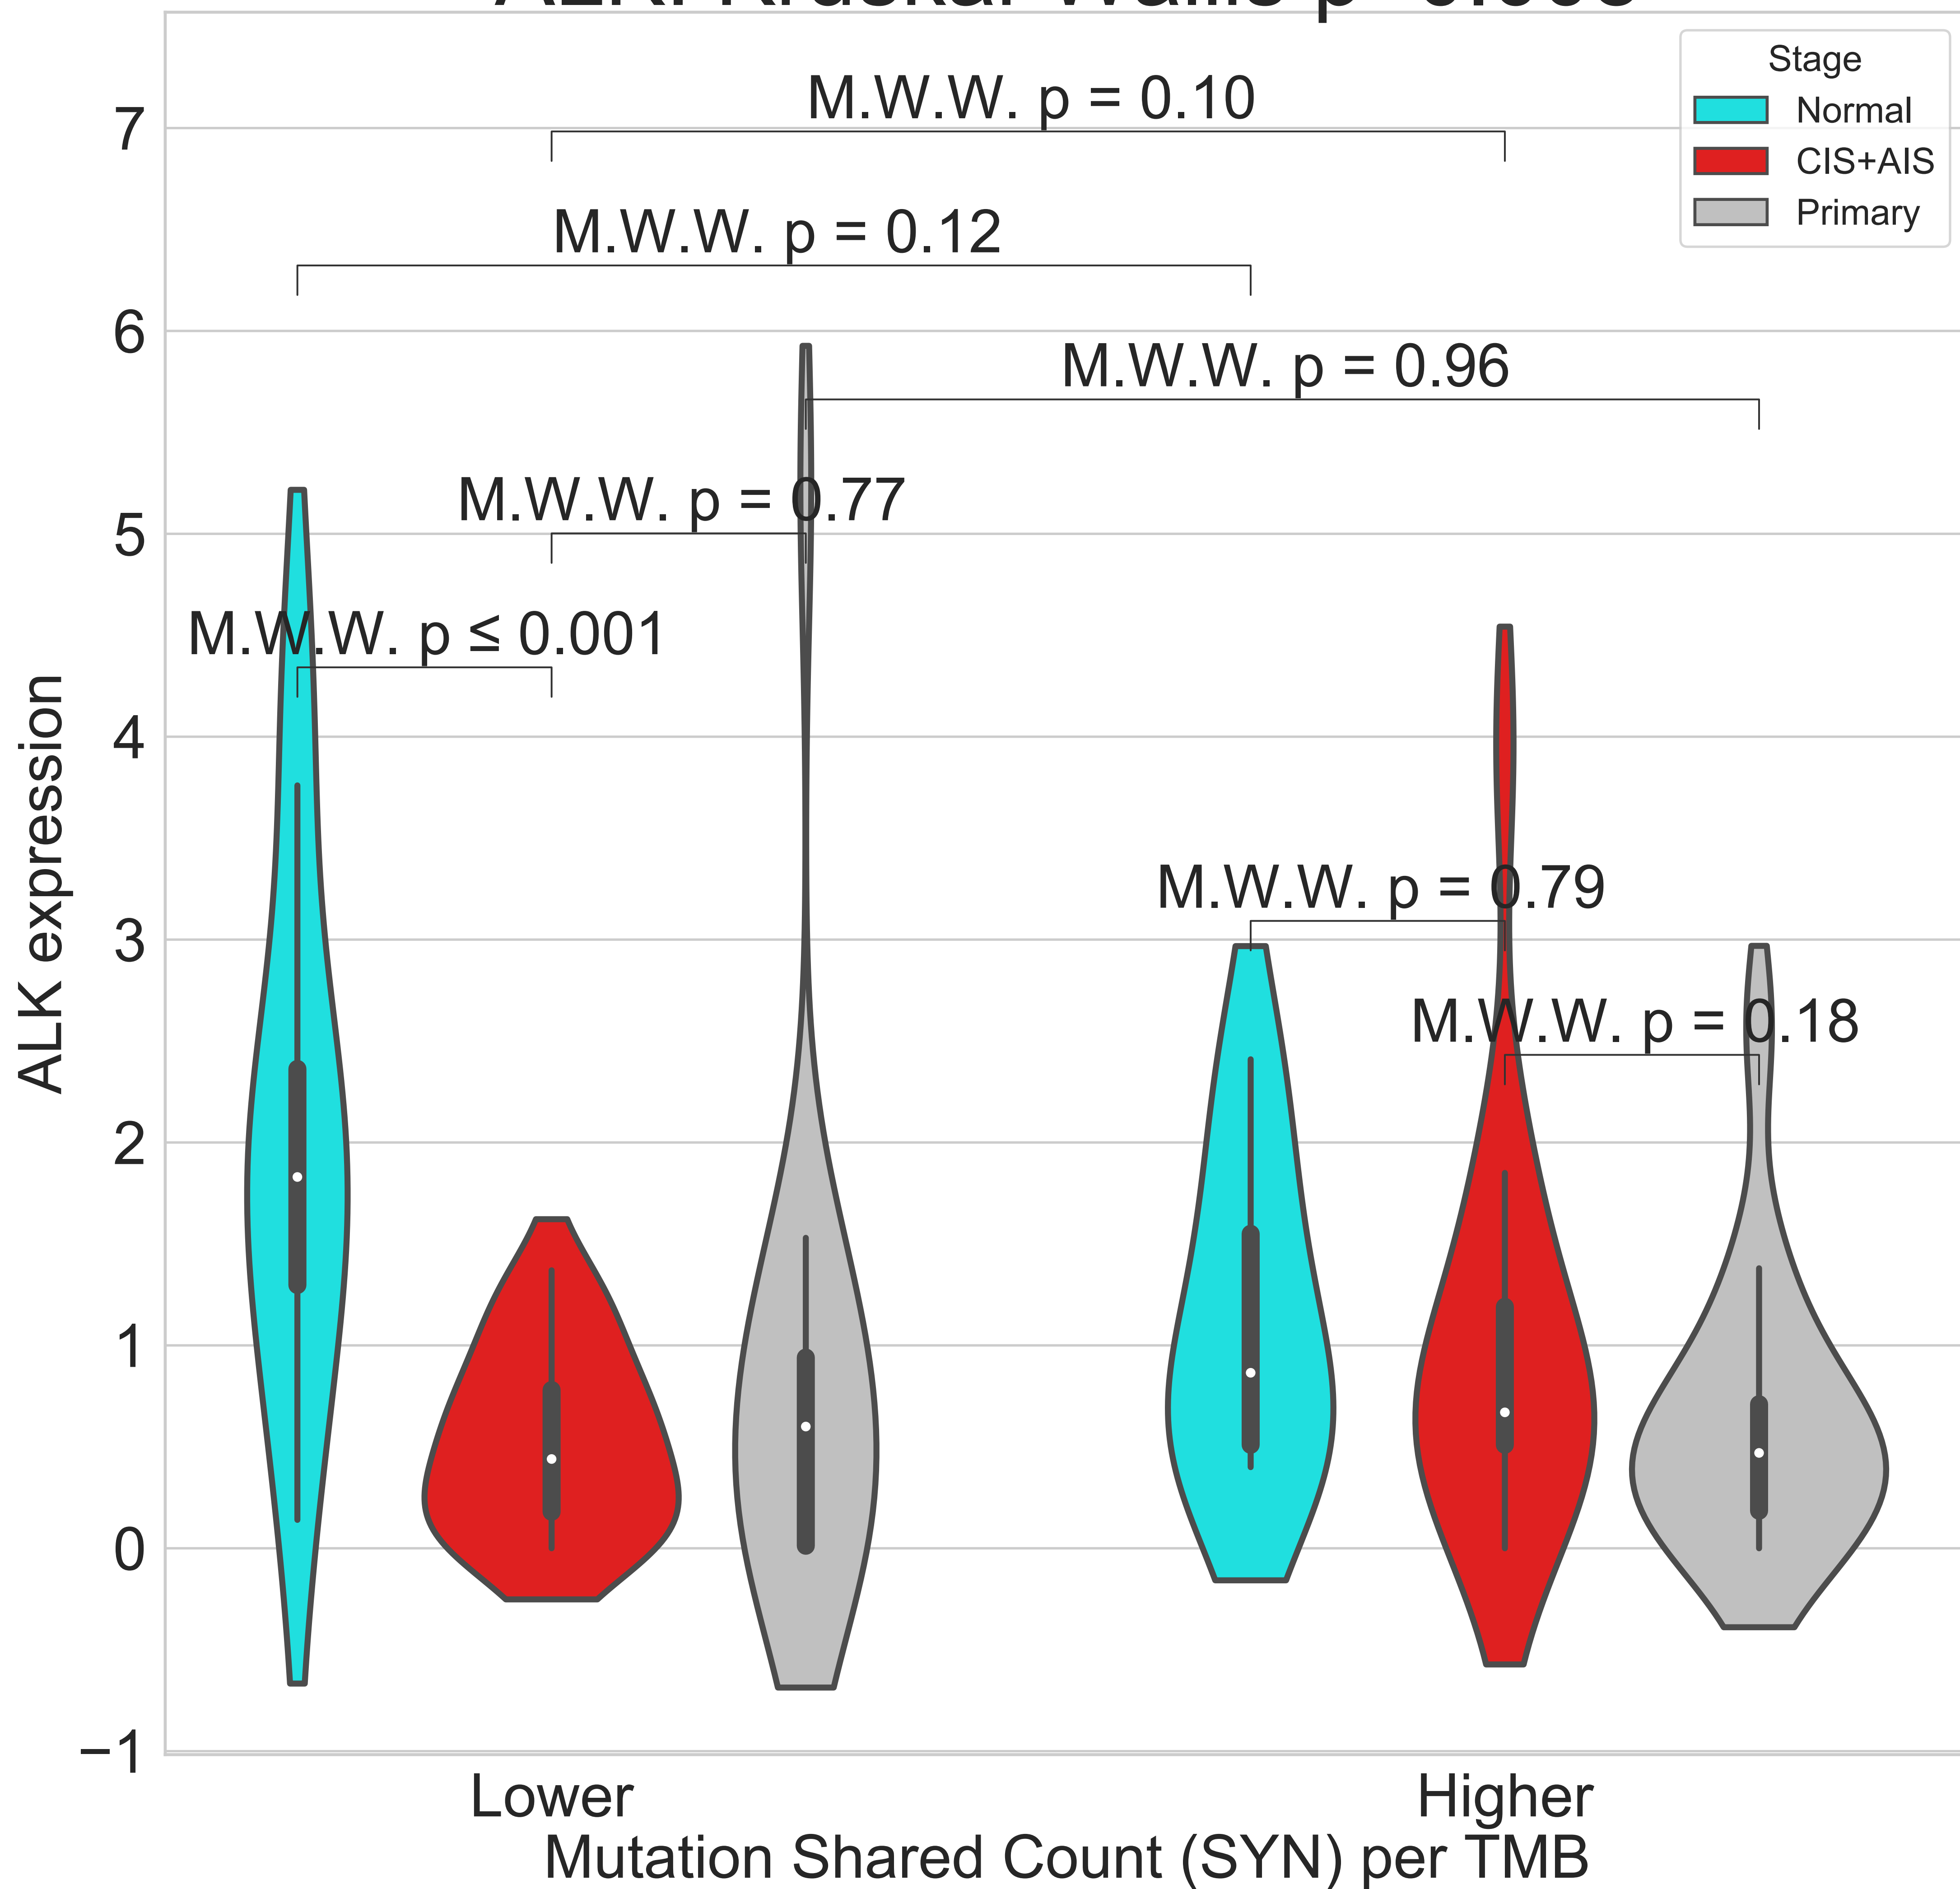 Stage
Normal
CIS+AIS
Primary
M.W.W. p = 0.10
M.W.W. p = 0.12
M.W.W. p = 0.96
M.W.W. p = 0.77
M.W.W. p ≤ 0.001
M.W.W. p = 0.79
M.W.W. p = 0.18
ALK expression
7
6
5
4
3
2
1
0
−1
Lower
Higher
Mutation Shared Count (SYN) per TMB